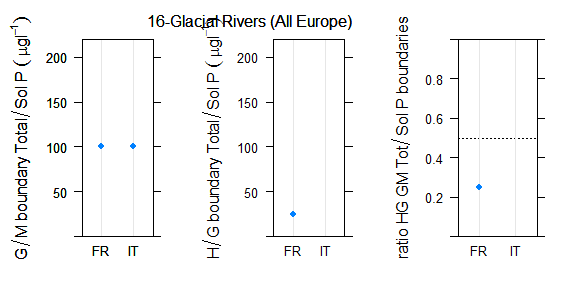 16-Glacial Rivers (All Europe)
G/M boundary Total/Sol P (µgl⁻¹)
200
150
100
50
FR IT
H/G boundary Total/Sol P (µgl⁻¹)
200
150
100
50
FR IT
ratio HG GM Tot/Sol P boundaries
0.8
0.6
0.4
0.2
FR IT